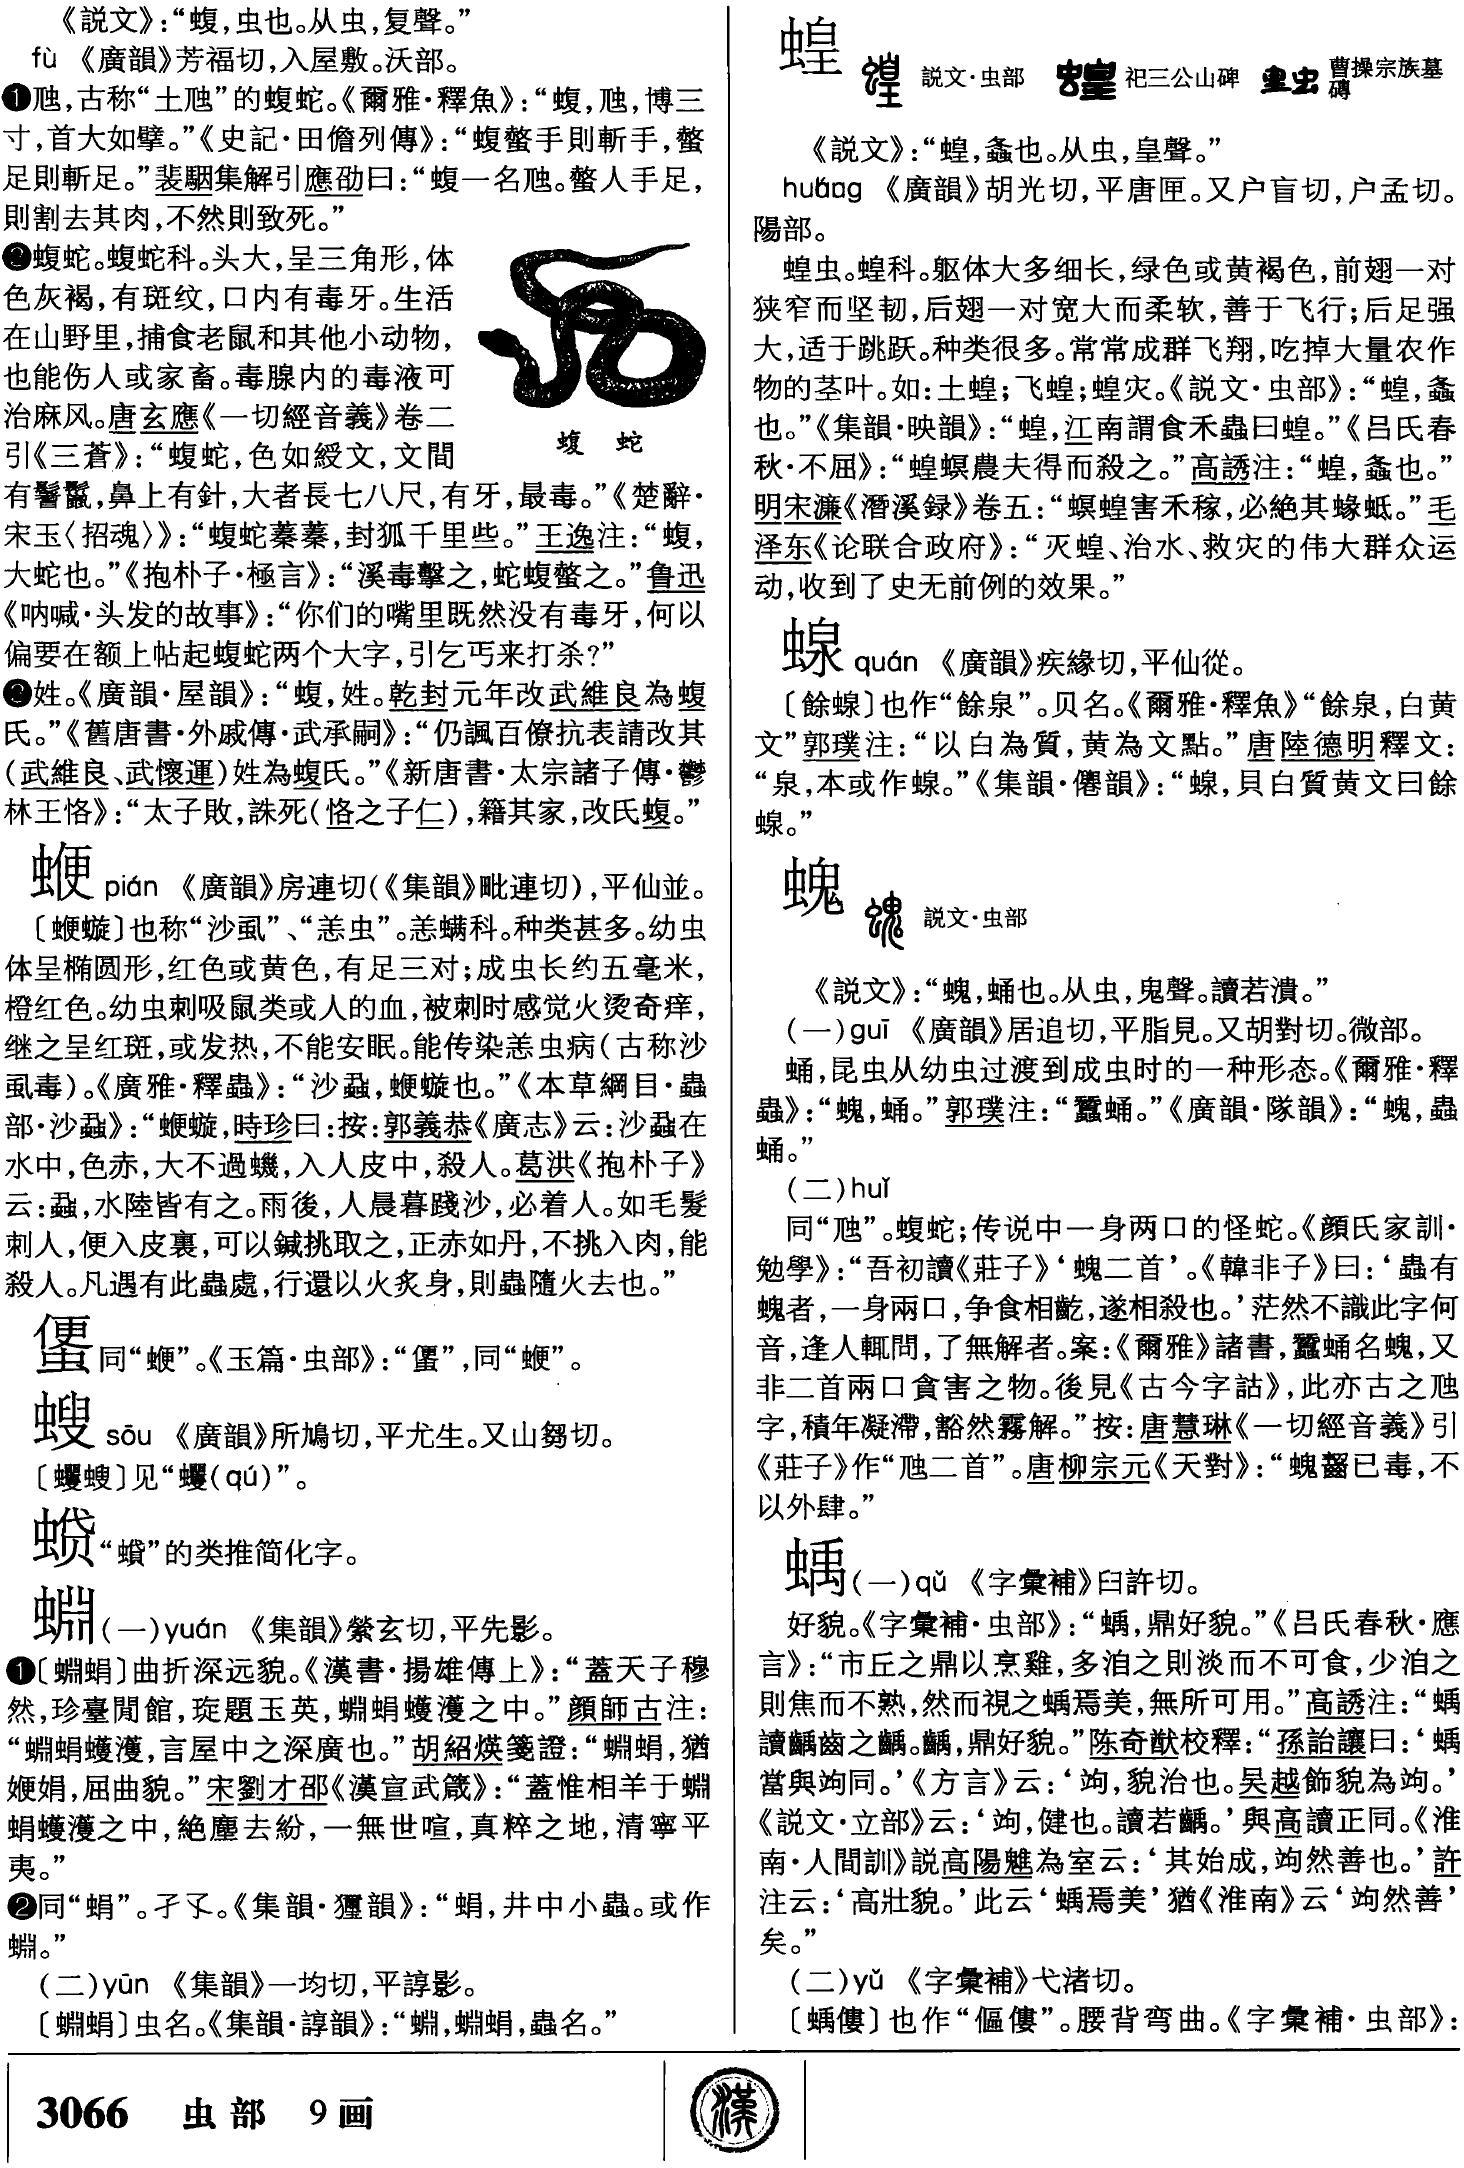 《説文》：“蝮，虫也。从虫，复聲。”
fù　《廣韻》芳福切，入屋敷。沃部。
❶虺，古称“土虺”的蝮蛇。《爾雅·釋魚》：“蝮，虺，博三
寸，首大如擘。”《史記·田儋列傳》：“蝮螫手則斬手，螫
足則斬足。”裴駰集解引應劭曰：“蝮一名虺。螫人手足，
則割去其肉，不然則致死。”
❷蝮蛇。蝮蛇科。头大，呈三角形，体
色灰褐，有斑纹，口内有毒牙。生活
在山野里，捕食老鼠和其他小动物，
也能伤人或家畜。毒腺内的毒液可
治麻风。唐玄應《一切經音義》卷二
引《三蒼》：“蝮蛇，色如綬文，文間
蝮　蛇
有鬐鬣，鼻上有針，大者長七八尺，有牙，最毒。”《楚辭·
宋玉〈招魂〉》：“蝮蛇蓁蓁，封狐千里些。”王逸注：“蝮，
大蛇也。”《抱朴子·極言》：“溪毒擊之，蛇蝮螫之。”鲁迅
《呐喊·头发的故事》：“你们的嘴里既然没有毒牙，何以
偏要在额上帖起蝮蛇两个大字，引乞丐来打杀?”
❸姓。《廣韻·屋韻》：“蝮，姓。乾封元年改武維良為蝮
氏。”《舊唐書·外戚傳·武承嗣》：“仍諷百僚抗表請改其
（武維良、武懷運）姓為蝮氏。”《新唐書·太宗諸子傳·鬱
林王恪》：“太子敗，誅死（恪之子仁），籍其家，改氏蝮。”
蝂 pián　《廣韻》房連切(《集韻》毗連切)，平仙並。
〔㛹䗠〕也称“沙虱”、“恙虫”。恙螨科。种类甚多。幼虫
体呈椭圆形，红色或黄色，有足三对；成虫长约五毫米，
橙红色。幼虫刺吸鼠类或人的血，被刺时感觉火烫奇痒，
继之呈红斑，或发热，不能安眠。能传染恙虫病（古称沙
虱毒）。《廣雅·釋蟲》：“沙蝨，蝂䗠也。”《本草綱目·蟲
部·沙蝨》：“蝂䗠，時珍曰：按：郭義恭《廣志》云：沙蝨在
水中，色赤，大不過蟣，入人皮中，殺人。葛洪《抱朴子》
云：蝨，水陸皆有之。雨後，人晨暮踐沙，必着人。如毛髮
刺人，便入皮裏，可以鍼挑取之，正赤如丹，不挑入肉，能
殺人。凡遇有此蟲處，行還以火炙身，則蟲隨火去也。”
螋 sōu　《廣韻》所鳩切，平尤生。又山芻切。
〔蠷螋〕见“蠷(qú)”。
的类推简化字。
蜵(一)yuán　《集韻》縈玄切，平先影。
❶〔蜵蜎〕曲折深远貌。《漢書·揚雄傳上》：“蓋天子穆
然，珍臺閒館，琁題玉英，蜵蜎蠖濩之中。”顔師古注：
“蜵蜎蠖濩，言屋中之深廣也。”胡紹煐箋證：“蜵蜎，猶
㛹娟，屈曲貌。”宋劉才邵《漢宣武箴》：“蓋惟相羊于蜵
蜎蠖濩之中，絶塵去紛，一無世喧，真粹之地，清寧平
夷。”
❷同“蜎”。孑孓。《集韻·獮韻》：“蜎，井中小蟲。或作
蜵。”
（二）yūn　《集韻》一均切，平諄影。
〔蜵蜎〕虫名。《集韻·諄韻》：“蜵，蜵蜎，蟲名。”
蝗　説文·虫部　祀三公山碑　曹操宗族墓
磚
《説文》：“蝗，螽也。从虫，皇聲。”
huáng　《廣韻》胡光切，平唐匣。又户盲切，户孟切。
陽部。
蝗虫。蝗科。躯体大多细长，绿色或黄褐色，前翅一对
狭窄而坚韧，后翅一对宽大而柔软，善于飞行；后足强
大，适于跳跃。种类很多。常常成群飞翔，吃掉大量农作
物的茎叶。如：土蝗；飞蝗；蝗灾。《説文·虫部》：“蝗，螽
也。”《集韻·映韻》：“蝗，江南謂食禾蟲曰蝗。”《吕氏春
秋·不屈》：“蝗螟農夫得而殺之。”高誘注：“蝗，螽也。”
明宋濂《潛溪録》卷五：“螟蝗害禾稼，必絶其蝝蚳。”毛
泽东《论联合政府》：“灭蝗、治水、救灾的伟大群众运
动，收到了史无前例的效果。”
蠉 quán　《廣韻》疾緣切，平仙從。
〔餘䗎〕也作“餘泉”。贝名。《爾雅·釋魚》“餘泉，白黄
文”郭璞注：“以白為質，黄為文點。”唐陸德明釋文：
“泉，本或作䗎。”《集韻·僊韻》：“䗎，貝白質黄文曰餘
䗎。”
螝　説文·虫部
《説文》：“螝，蛹也。从虫，鬼聲。讀若潰。”
（一）guī　《廣韻》居追切，平脂見。又胡對切。微部。
蛹，昆虫从幼虫过渡到成虫时的一种形态。《爾雅·釋
蟲》：“螝，蛹。”郭璞注：“蠶蛹。”《廣韻·隊韻》：“螝，蟲
蛹。”
（二）huǐ
同“虺”。蝮蛇；传说中一身两口的怪蛇。《顔氏家訓·
勉學》：“吾初讀《莊子》‘螝二首’。《韓非子》曰：‘蟲有
螝者，一身兩口，争食相齕，遂相殺也。’茫然不識此字何
音，逢人輒問，了無解者。案：《爾雅》諸書，蠶蛹名螝，又
非二首兩口貪害之物。後見《古今字詁》，此亦古之虺
字，積年凝滯，豁然霧解。”按：唐慧琳《一切經音義》引
《莊子》作“虺二首”。唐柳宗元《天對》：“螝齧已毒，不
以外肆。”
蝺(一)qǔ　《字彙補》臼許切。
好貌。《字彙補·虫部》：“蝺，鼎好貌。”《吕氏春秋·應
言》：“市丘之鼎以烹雞，多洎之則淡而不可食，少洎之
則焦而不熟，然而視之蝺焉美，無所可用。”高誘注：“蝺
讀齲齒之齲。齲，鼎好貌。”陈奇猷校釋：“孫詒讓曰：‘蝺
當與竘同。’《方言》云：‘竘，貌治也。吴越飾貌為竘。’
《説文·立部》云：‘竘，健也。讀若齲。’與高讀正同。《淮
南·人間訓》説高陽魋為室云：‘其始成，竘然善也。’許
注云：‘高壯貌。’此云‘蝺焉美’猶《淮南》云‘竘然善’
矣。”
（二）yǔ　《字彙補》弋渚切。
〔蝺僂〕也作“傴僂”。腰背弯曲。《字彙補·虫部》：
3066　虫部　9画
漢